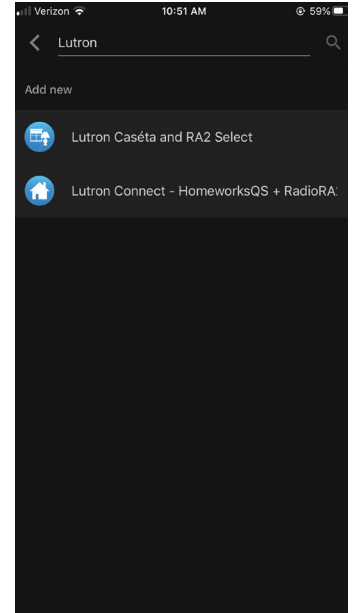 Verizon 10:51 AM 59%
Lutron
Add new
Lutron Caséta and RA2 Select
Lutron Connect - HomeworksQS + RadioRA